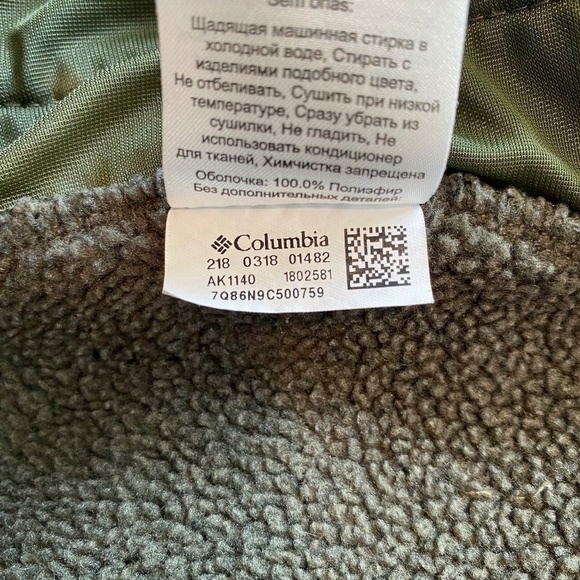 Sem orlas:
Щадящая машинная стирка в
холодной воде, Стирать с
изделиями подобного цвета,
Не отбеливать, Сушить при низкой
температуре, Сразу убрать из
сушилки, Не гладить, Не
использовать кондиционер
для тканей, Химчистка запрещена
Оболочка: 100.0% Полиэфир
Без дополнительных деталей:
Columbia
218 0318 01482
AK1140 1802581
7Q86N9C500759